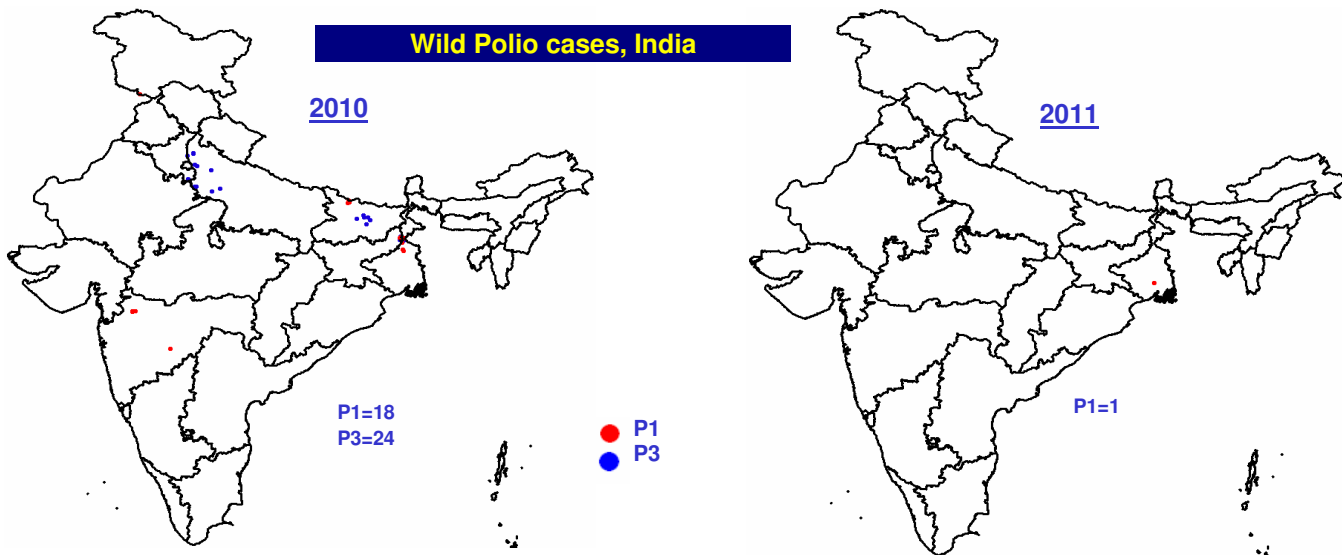 Wild Polio cases, India
2010
2011
P1=18
P3=24
P1
P3
P1=1